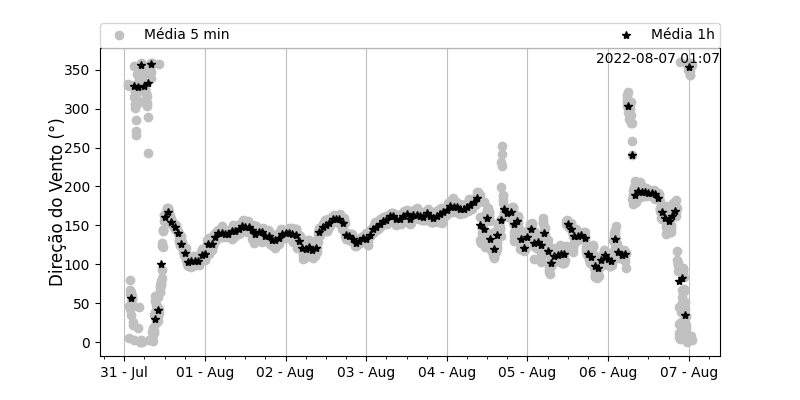 Média 5 min
Média 1h
2022-08-07 01:07
Direção do Vento (°)
350
300
250
200
150
100
50
0
31 - Jul
01 - Aug
02 - Aug
03 - Aug
04 - Aug
05 - Aug
06 - Aug
07 - Aug